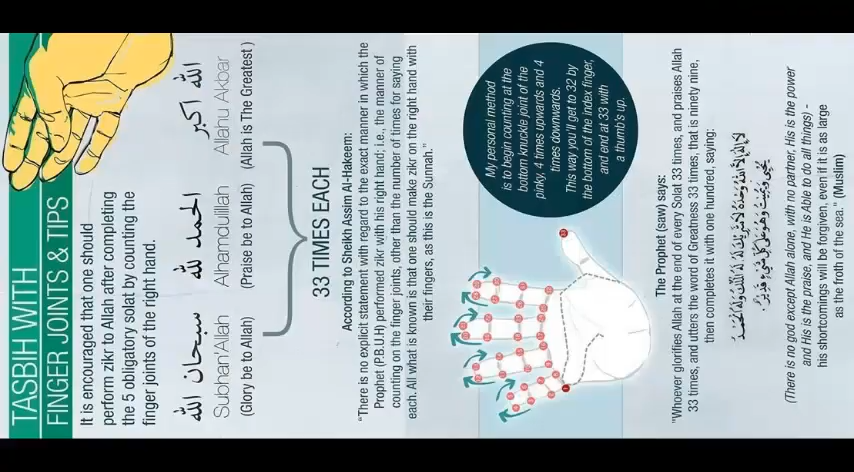 TASBIH WITH
FINGER JOINTS & TIPS
It is encouraged that one should
perform zikr to Allah after completing
the 5 obligatory solat by counting the
finger joints of the right hand.
سبحان الله
Subhan'Allah
(Glory be to Allah)
الحمد لله
Alhamdulillah
(Praise be to Allah)
الله اكبر
Allahu Akbar
(Allah is The Greatest )
33 TIMES EACH
According to Sheikh Assim Al-Hakeem:
"There is no explicit statement with regard to the exact manner in which the
Prophet (P.B.U.H) performed zikr with his right hand; i.e., the manner of
counting on the finger joints, other than the number of times for saying
each. All what is known is that one should make zikr on the right hand with
their fingers, as this is the Sunnah."
My personal method
is to begin counting at the
bottom knuckle joint of the
pinky, 4 times upwards and 4
times downwards.
This way you'll get to 32 by
the bottom of the index finger,
and end at 33 with
a thumb's up.
The Prophet (saw) says:
"Whoever glorifies Allah at the end of every Solat 33 times, and praises Allah
33 times, and utters the word of Greatness 33 times, that is ninety nine,
then completes it with one hundred, saying:
لَا إِلٰهَ إِلَّا اللهُ وَحْدَهُ لَا شَرِيكَ لَهُ لَهُ الْمُلْكُ وَلَهُ الْحَمْدُ
يُحْيِي وَيُمِيتُ وَهُوَ عَلَى كُلِّ شَيْءٍ قَدِيرٌ
(There is no god except Allah alone, with no partner, His is the power
and His is the praise, and He is Able to do all things) -
his shortcomings will be forgiven, even if it is as large
as the froth of the sea." (Muslim)